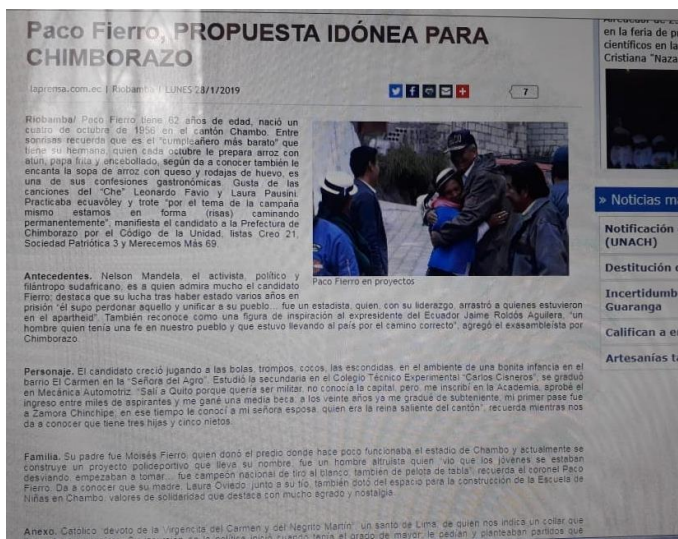 Paco Fierro, PROPUESTA IDÓNEA PARA
CHIMBORAZO
laprensa.com.ec | Riobamba | LUNES 28/1/2019
7
Riobamba/ Paco Fierro tiene 62 años de edad, nació un
cuatro de octubre de 1956 en el cantón Chambo. Entre
sonrisas recuerda que es el "cumpleañero más barato" que
tiene su hermana, quien cada octubre le prepara arroz con
atún, papa frita y encebollado, según da a conocer también le
encanta la sopa de arroz con queso y rodajas de huevo, es
una de sus confesiones gastronómicas. Gusta de las
canciones del "Che" Leonardo Favio y Laura Pausini.
Practicaba ecuavóley y trote "por el tema de la campaña
mismo estamos en forma (risas) caminando
permanentemente", manifiesta el candidato a la Prefectura de
Chimborazo por el Código de la Unidad, listas Creo 21,
Sociedad Patriótica 3 y Merecemos Más 69.
Paco Fierro en proyectos
Antecedentes. Nelson Mandela, el activista, político y
filántropo sudafricano, es a quien admira mucho el candidato
Fierro; destaca que su lucha tras haber estado varios años en
prisión "él supo perdonar aquello y unificar a su pueblo... fue un estadista, quien, con su liderazgo, arrastró a quienes estuvieron
en el apartheid". También reconoce como una figura de inspiración al expresidente del Ecuador Jaime Roldós Aguilera, "un
hombre quien tenía una fe en nuestro pueblo y que estuvo llevando al país por el camino correcto", agregó el exasambleísta por
Chimborazo.
Personaje. El candidato creció jugando a las bolas, trompos, cocos, las escondidas, en el ambiente de una bonita infancia en el
barrio El Carmen en la "Señora del Agro". Estudió la secundaria en el Colegio Técnico Experimental "Carlos Cisneros", se graduó
en Mecánica Automotriz. "Salí a Quito porque quería ser militar, no conocía la capital, pero, me inscribí en la Academia, aprobé el
ingreso entre miles de aspirantes y me gané una media beca, a los veinte años ya me gradué de subteniente, mi primer pase fue
a Zamora Chinchipe, en ese tiempo le conocí a mi señora esposa, quien era la reina saliente del cantón", recuerda mientras nos
da a conocer que tiene tres hijas y cinco nietos.
Familia. Su padre fue Moisés Fierro, quien donó el predio donde hace poco funcionaba el estadio de Chambo y actualmente se
construye un proyecto polideportivo que lleva su nombre, fue un hombre altruista quien "vio que los jóvenes se estaban
desviando, empezaban a tomar... fue campeón nacional de tiro al blanco, también de pelota de tabla", recuerda el coronel Paco
Fierro. Da a conocer que su madre, Laura Oviedo, junto a su tío, también dotó del espacio para la construcción de la Escuela de
Niñas en Chambo, valores de solidaridad que destaca con mucho agrado y nostalgia.
Anexo. Católico, "devoto de la Virgencita del Carmen y del Negrito Martín", un santo de Lima, de quien nos indica un collar que
en la feria de p
científicos en la
Cristiana "Naza
» Noticias m
Notificación
(UNACH)
Destitución
Incertidumb
Guaranga
Califican a e
Artesanías ta